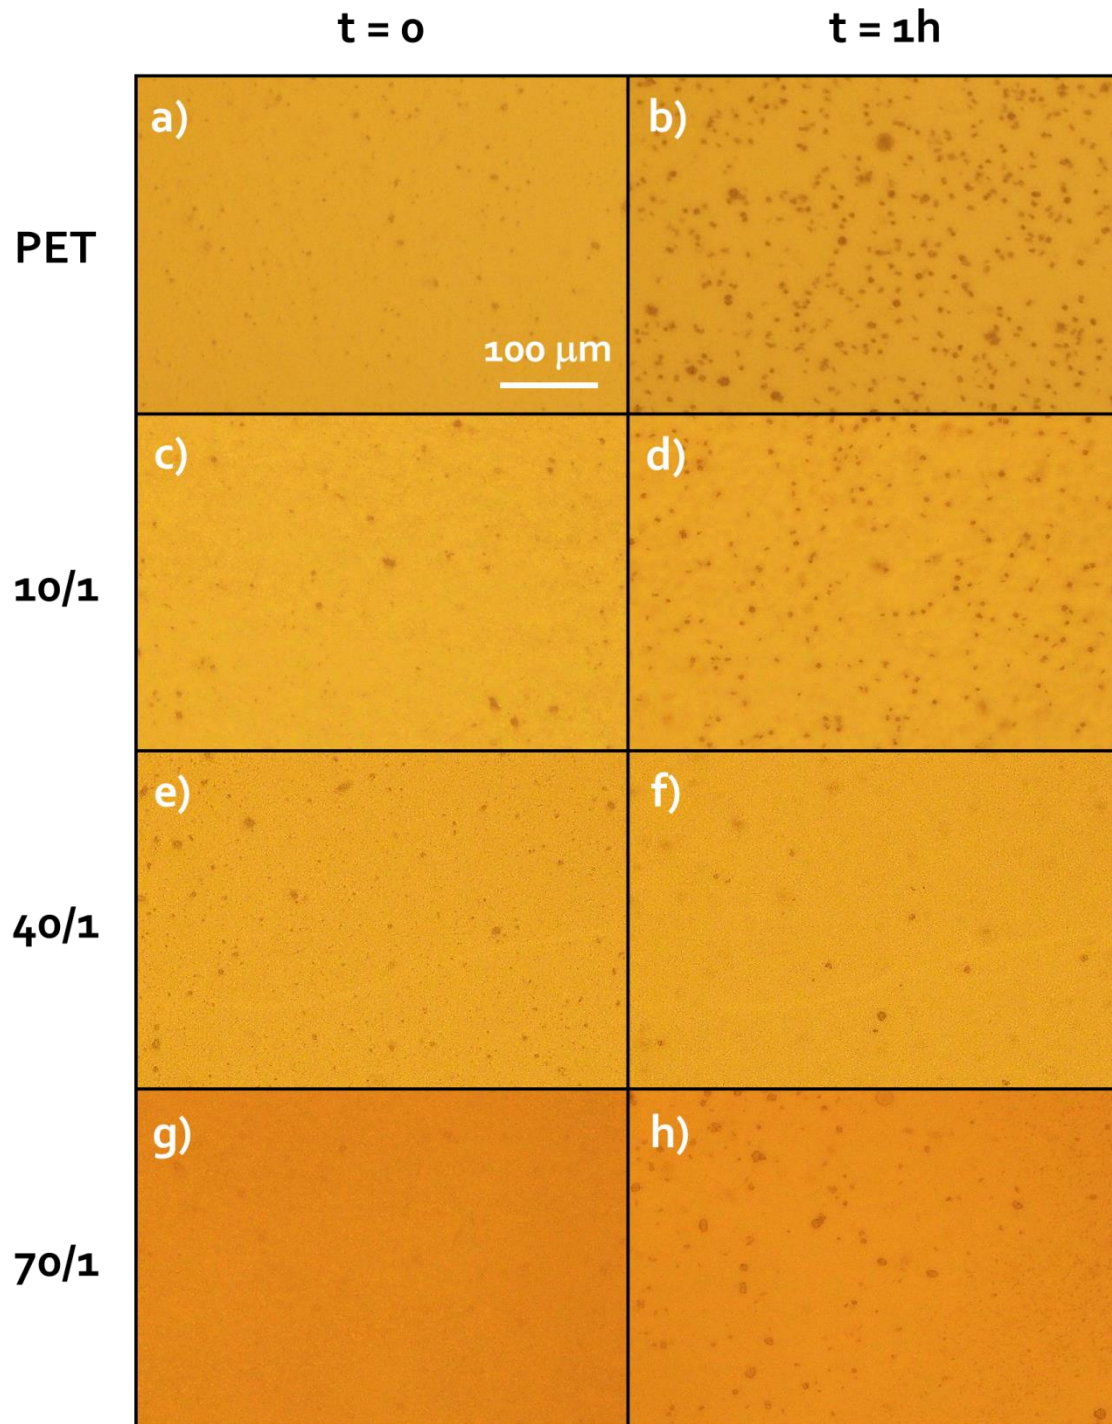 t = 0 t = 1h
PET a) b)
100 μm
10/1 c) d)
40/1 e) f)
70/1 g) h)